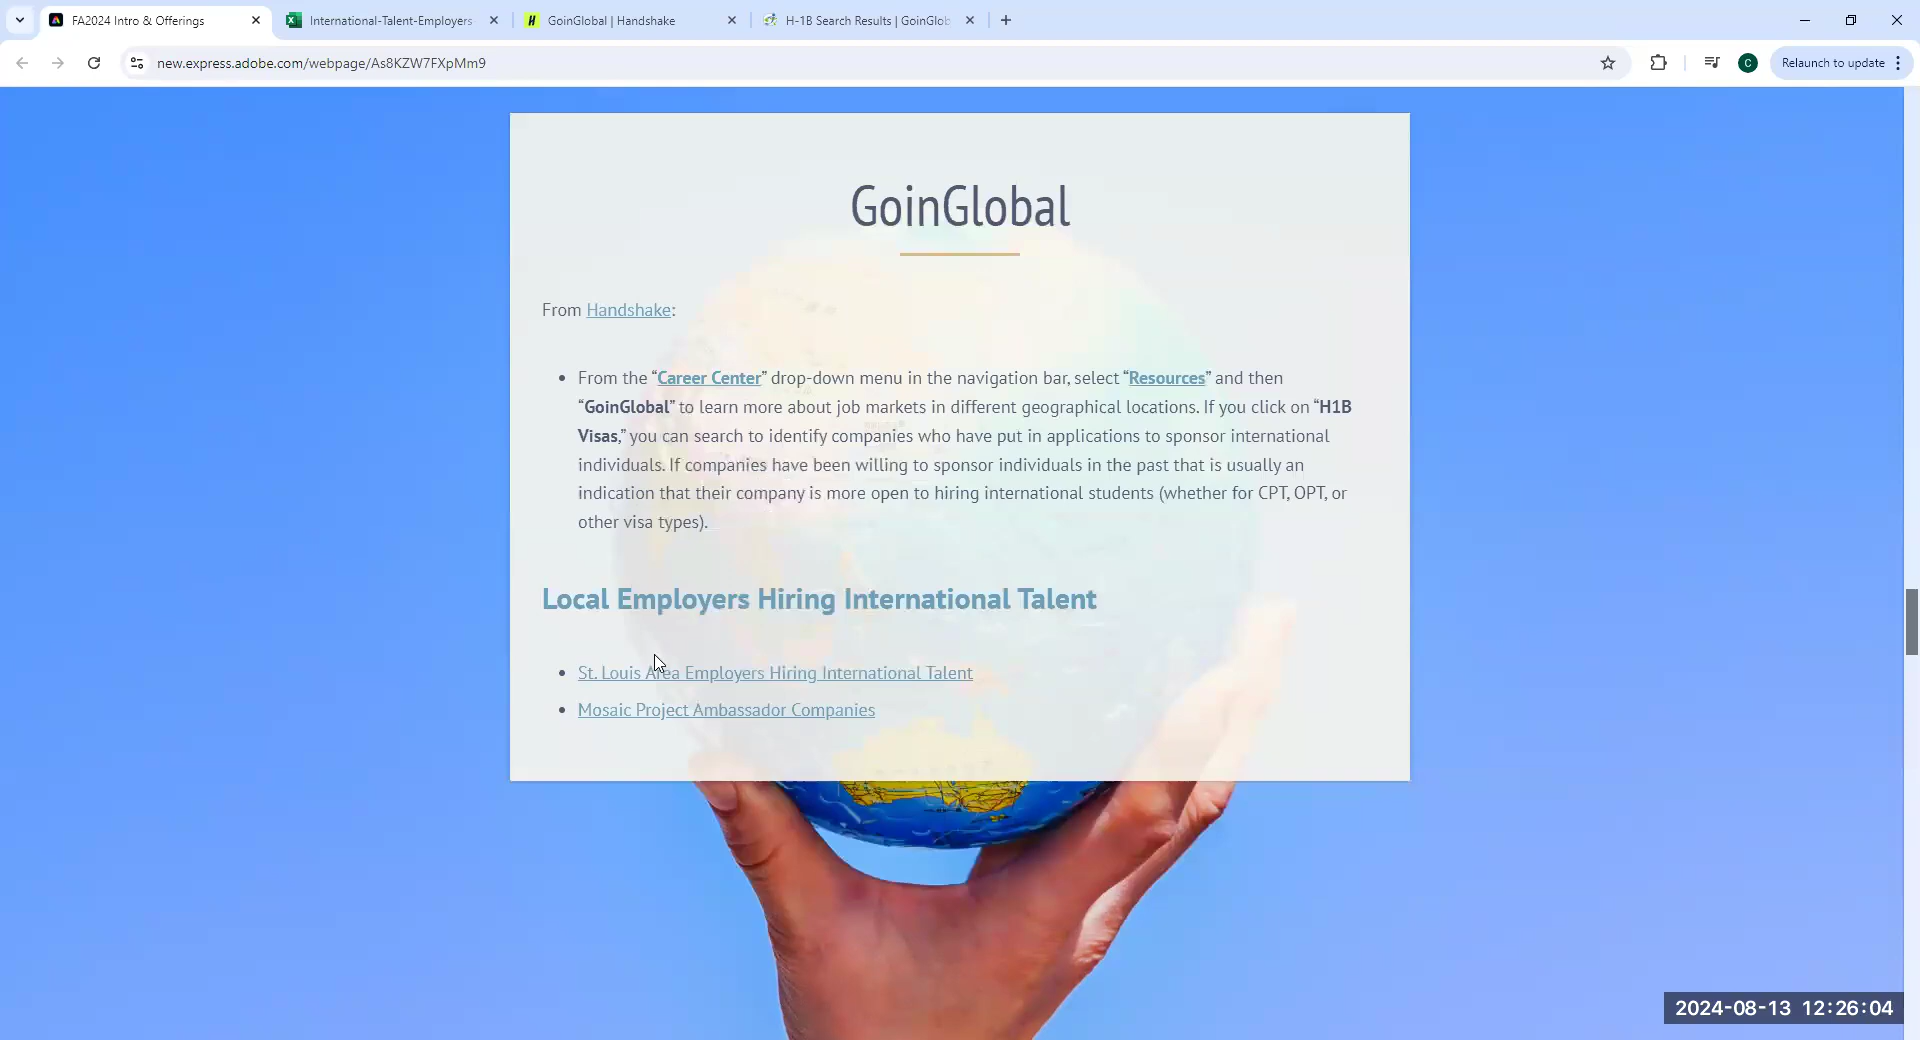 FA2024 Intro & Offerings
International-Talent-Employers
GoinGlobal | Handshake
H-1B Search Results | GoinGlob
new.express.adobe.com/webpage/As8KZW7FXpMm9
C
Relaunch to update
GoinGlobal
From Handshake:
• From the “Career Center” drop-down menu in the navigation bar, select “Resources” and then
“GoinGlobal” to learn more about job markets in different geographical locations. If you click on “H1B
Visas,” you can search to identify companies who have put in applications to sponsor international
individuals. If companies have been willing to sponsor individuals in the past that is usually an
indication that their company is more open to hiring international students (whether for CPT, OPT, or
other visa types).
Local Employers Hiring International Talent
• St. Louis Area Employers Hiring International Talent
• Mosaic Project Ambassador Companies
2024-08-13 12:26:04